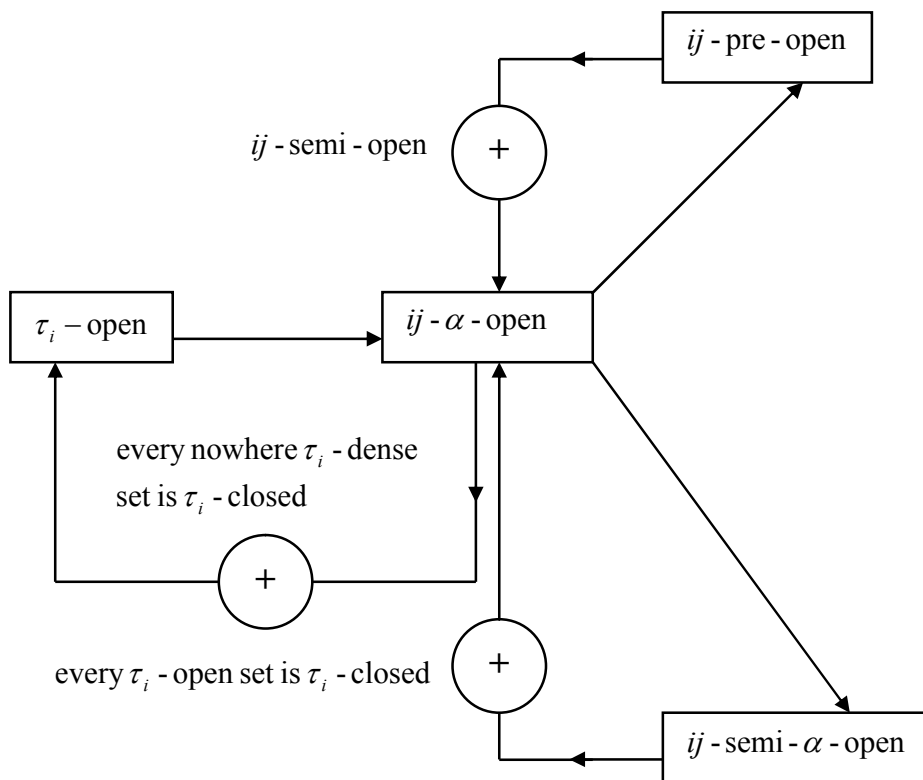 ij - pre - open
ij - semi - open
+
τ_i − open
ij - α - open
every nowhere τ_i - dense
set is τ_i - closed
+
+
every τ_i - open set is τ_i - closed
ij - semi - α - open